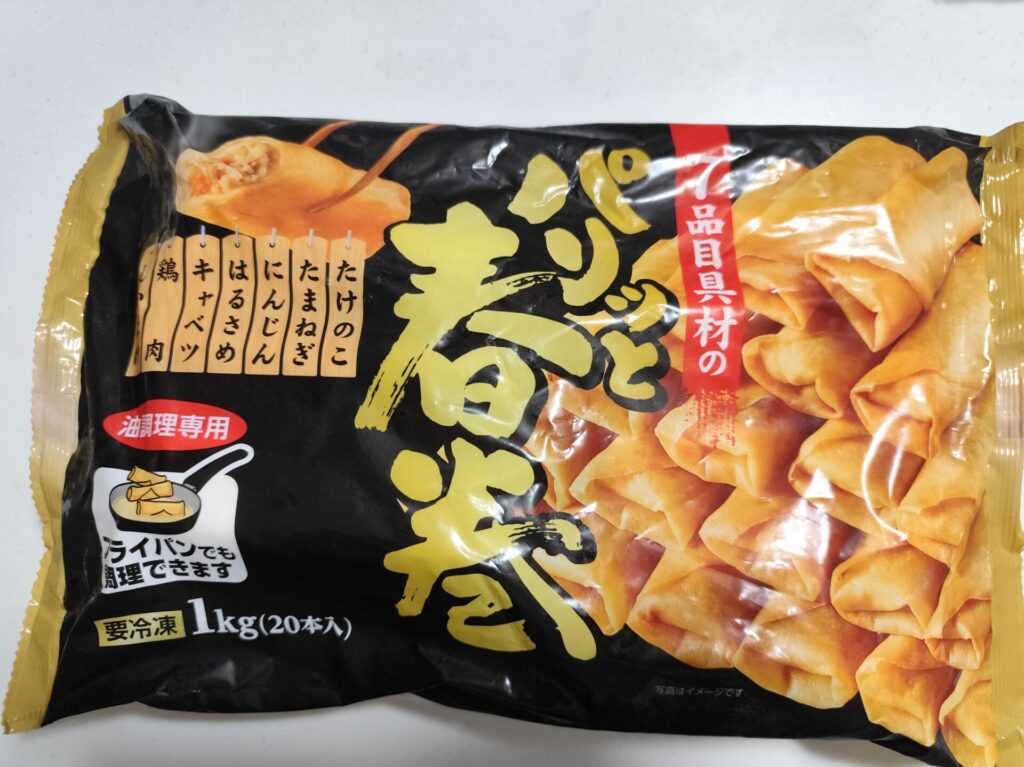 7品目具材の
パリッと
春巻
たけのこ
たまねぎ
にんじん
はるさめ
キャベツ
鶏肉
油調理専用
フライパンでも
調理できます
要冷凍 1kg(20本入)
写真はイメージです